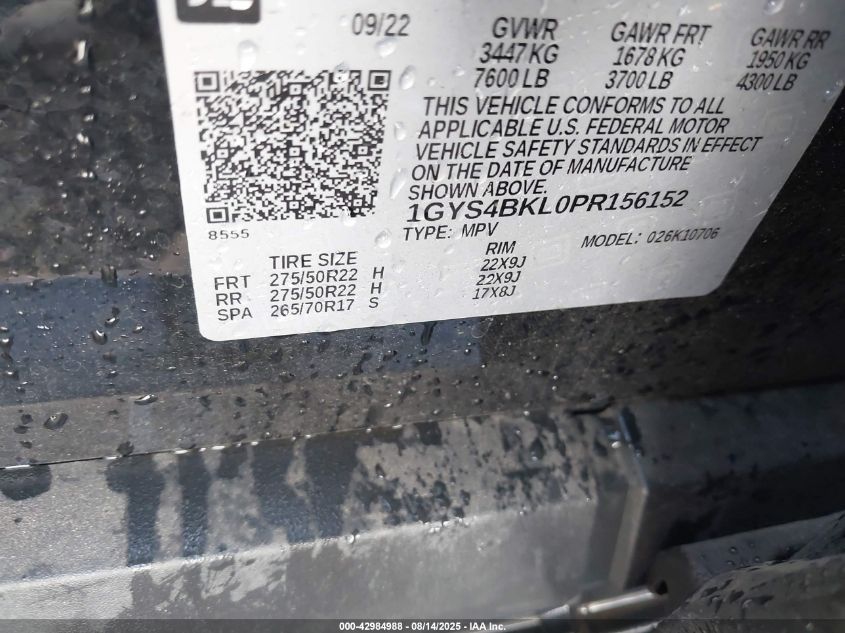 09/22
GVWR GAWR FRT GAWR RR
3447 KG 1678 KG 1950 KG
7600 LB 3700 LB 4300 LB
THIS VEHICLE CONFORMS TO ALL
APPLICABLE U.S. FEDERAL MOTOR
VEHICLE SAFETY STANDARDS IN EFFECT
ON THE DATE OF MANUFACTURE
SHOWN ABOVE.
1GYS4BKL0PR156152
8555
TYPE: MPV MODEL: 026K10706
TIRE SIZE RIM
FRT 275/50R22 H 22X9J
RR 275/50R22 H 22X9J
SPA 265/70R17 S 17X8J
000-42984988 - 08/14/2025 - IAA Inc.